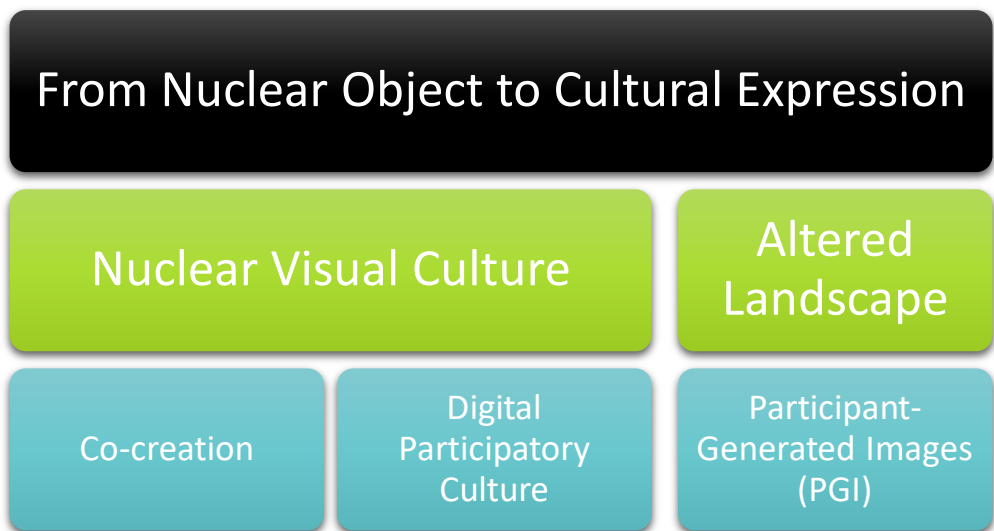 From Nuclear Object to Cultural Expression
Nuclear Visual Culture
Altered
Landscape
Co-creation
Digital
Participatory
Culture
Participant-
Generated Images
(PGI)